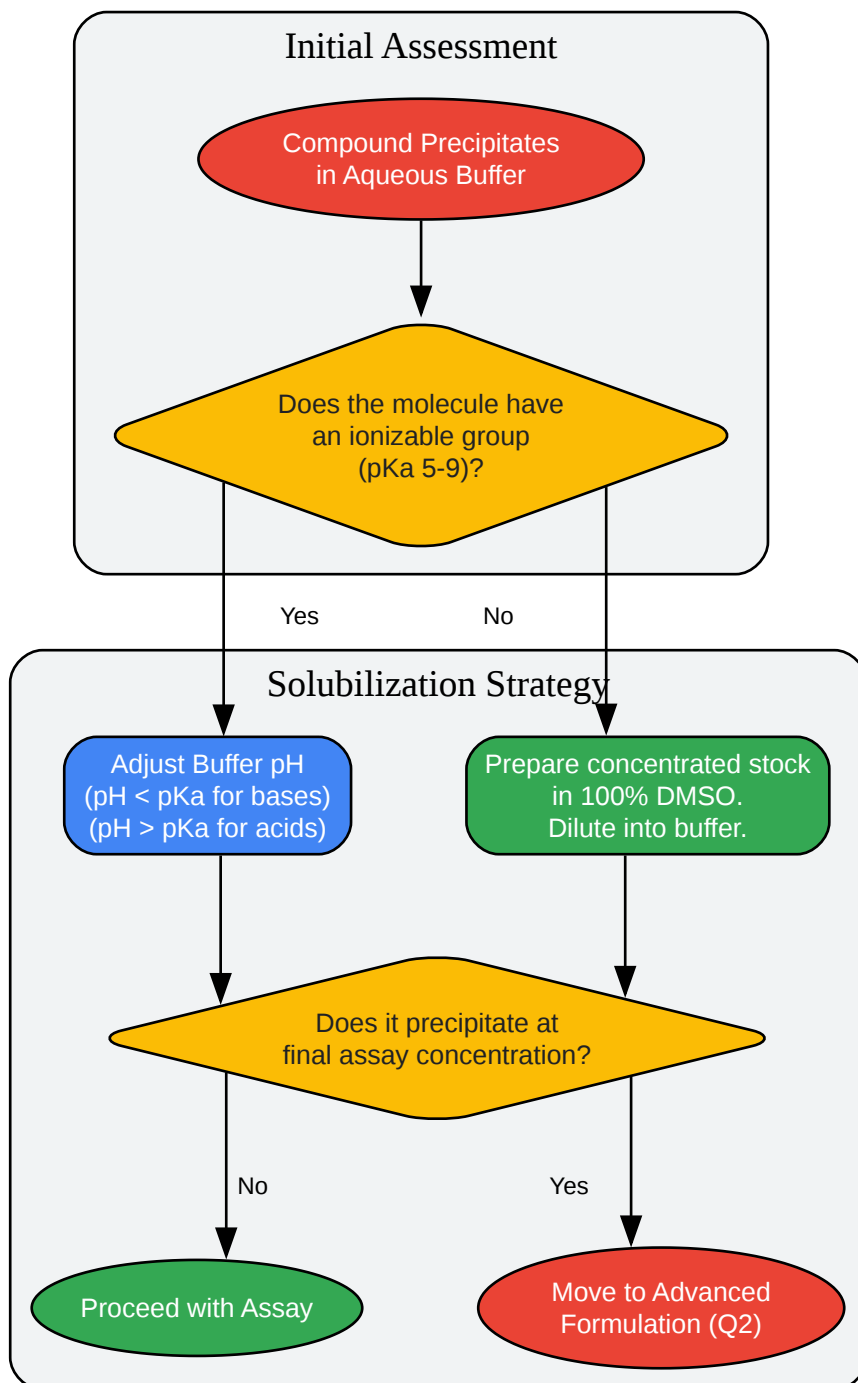 Initial Assessment
Compound Precipitates
in Aqueous Buffer
Does the molecule have
an ionizable group
(pKa 5-9)?
Yes
No
Solubilization Strategy
Adjust Buffer pH
(pH < pKa for bases)
(pH > pKa for acids)
Prepare concentrated stock
in 100% DMSO.
Dilute into buffer.
Does it precipitate at
final assay concentration?
No
Yes
Proceed with Assay
Move to Advanced
Formulation (Q2)